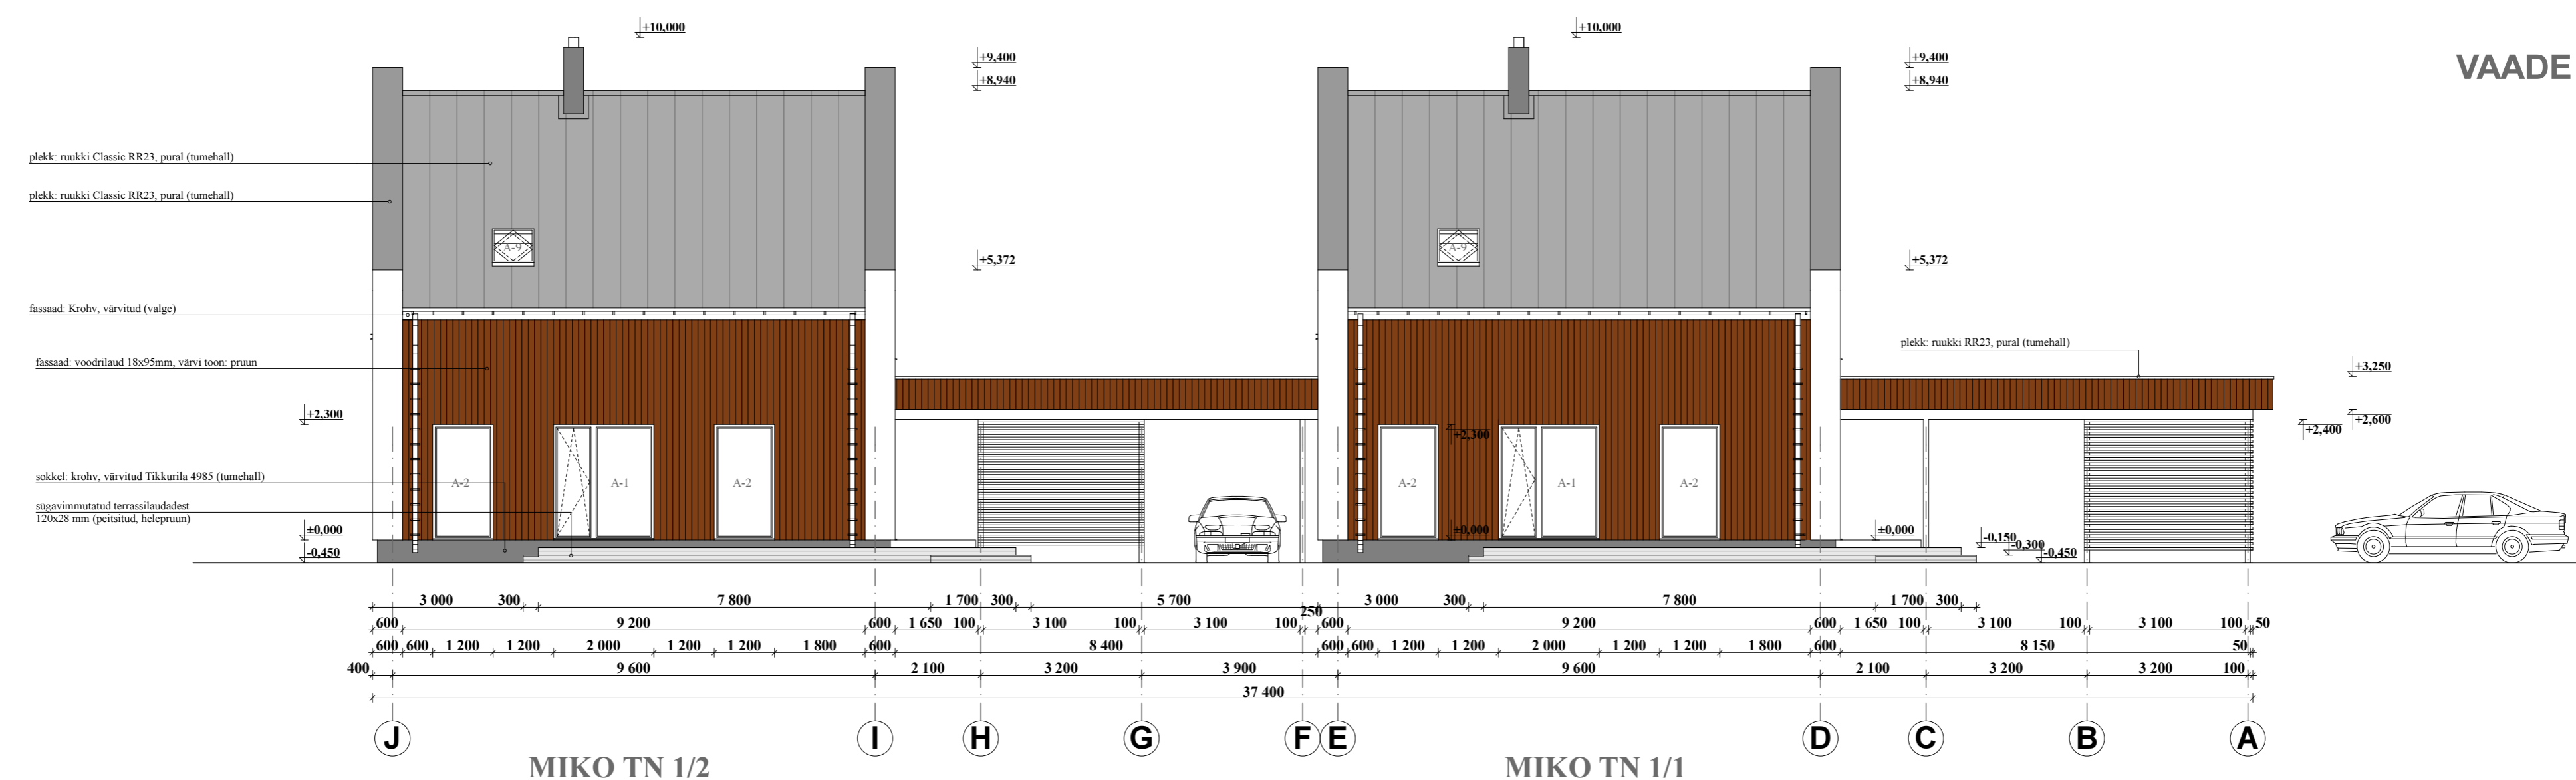 VAADE
+10,000
+10,000
+9,400
+8,940
+9,400
+8,940
plekk: ruukki Classic RR23, pural (tumehall)
plekk: ruukki Classic RR23, pural (tumehall)
A-9
A-9
+5,372
+5,372
fassaad: Krohv, värvitud (valge)
fassaad: voodrilaud 18x95mm, värvi toon: pruun
plekk: ruukki RR23, pural (tumehall)
+3,250
+2,300
+2,300
+2,400
+2,600
sokkel: krohv, värvitud Tikkurila 4985 (tumehall)
A-2
A-1
A-2
A-2
A-1
A-2
sügavimmutatud terrassilaudadest
120x28 mm (peitsitud, helepruun)
±0,000
-0,450
±0,000
±0,000
-0,150
-0,300
-0,450
3 000 300 7 800 1 700 300 5 700 250 3 000 300 7 800 1 700 300
600 9 200 600 1 650 100 3 100 100 3 100 100 600 9 200 600 1 650 100 3 100 100 3 100 100 50
600 600 1 200 1 200 2 000 1 200 1 200 1 800 600 8 400 600 600 1 200 1 200 2 000 1 200 1 200 1 800 600 8 150 50
400 9 600 2 100 3 200 3 900 9 600 2 100 3 200 3 200 100
37 400
J I H G F E D C B A
MIKO TN 1/2
MIKO TN 1/1